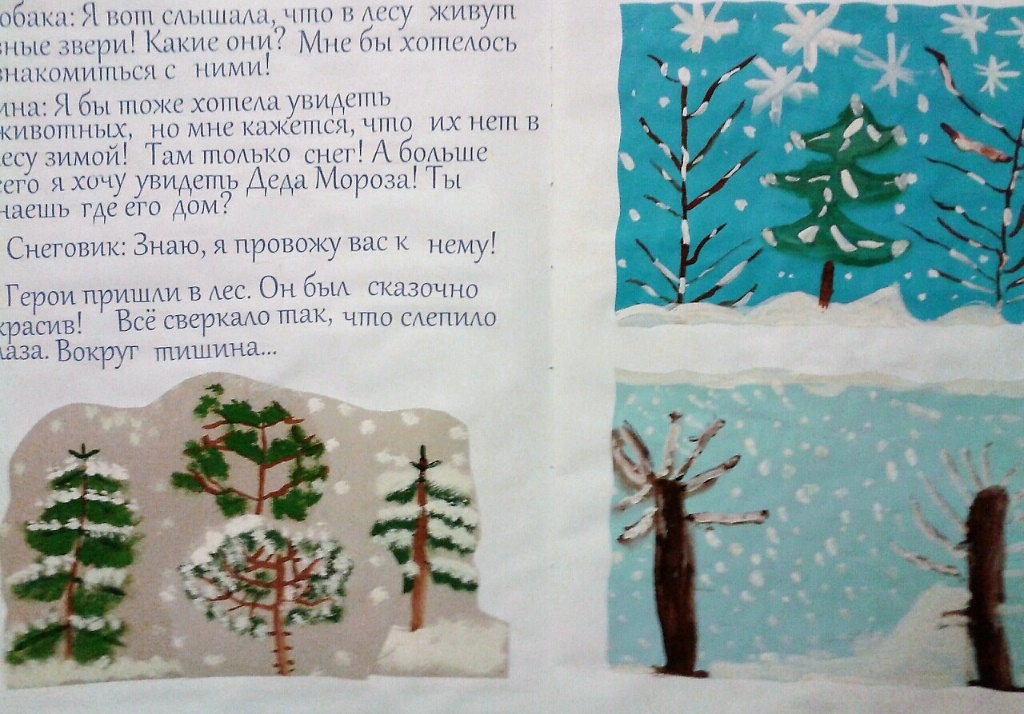 обака: Я вот слышала, что в лесу живут
зные звери! Какие они? Мне бы хотелось
знакомиться с ними!
ина: Я бы тоже хотела увидеть
животных, но мне кажется, что их нет в
есу зимой! Там только снег! А больше
сего я хочу увидеть Деда Мороза! Ты
наешь где его дом?
Снеговик: Знаю, я провожу вас к нему!
Герои пришли в лес. Он был сказочно
красив! Всё сверкало так, что слепило
лаза. Вокруг тишина...